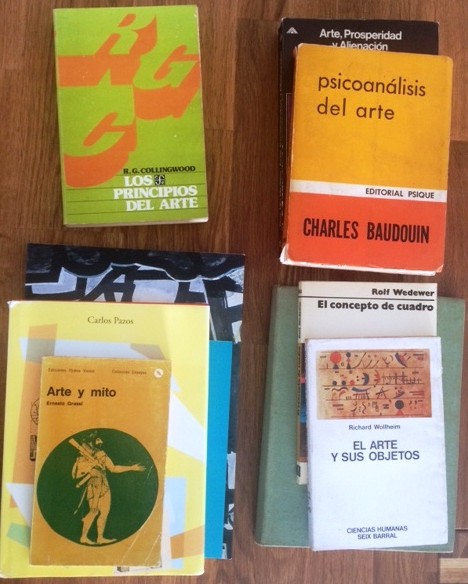 RGC
R. G. COLLINGWOOD
LOS
PRINCIPIOS
DEL ARTE
Arte, Prosperidad
y Alienación
psicoanálisis
del arte
EDITORIAL PSIQUE
CHARLES BAUDOUIN
Carlos Pazos
Arte y mito
Ernesto Grassi
Rolf Wedewer
El concepto de cuadro
Richard Wollheim
EL ARTE
Y SUS OBJETOS
CIENCIAS HUMANAS
SEIX BARRAL